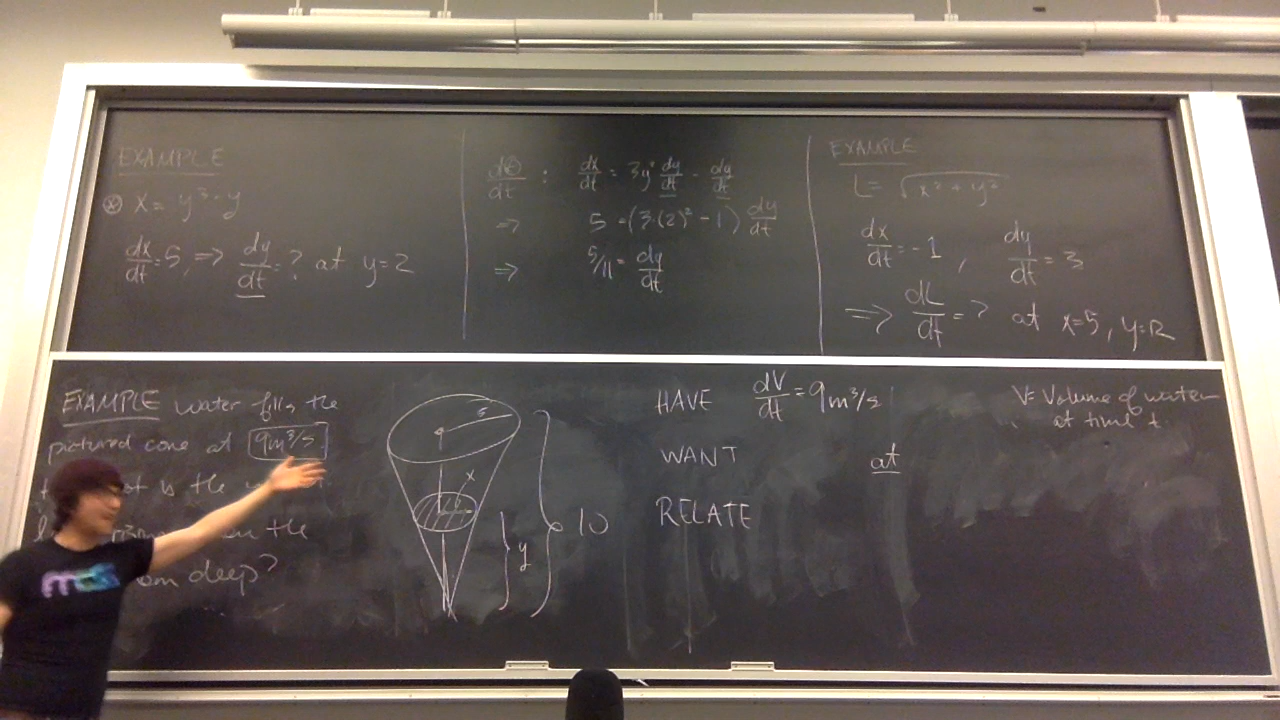 EXAMPLE
⊛ x = y³ - y
dx/dt = 5, ⇒ dy/dt = ? at y = 2
d⊛/dt : dx/dt = 3y² dy/dt - dy/dt
⇒ 5 = (3·(2)² - 1) dy/dt
⇒ 5/11 = dy/dt
EXAMPLE
L = √x² + y²
dx/dt = -1, dy/dt = 3
⇒ dL/dt = ? at x=5, y=12
EXAMPLE water fills the
pictured cone at 9m³/s
is the
the
deep?
5
x
y
10
HAVE dV/dt = 9m³/s
WANT at
RELATE
V = Volume of water
at time t.